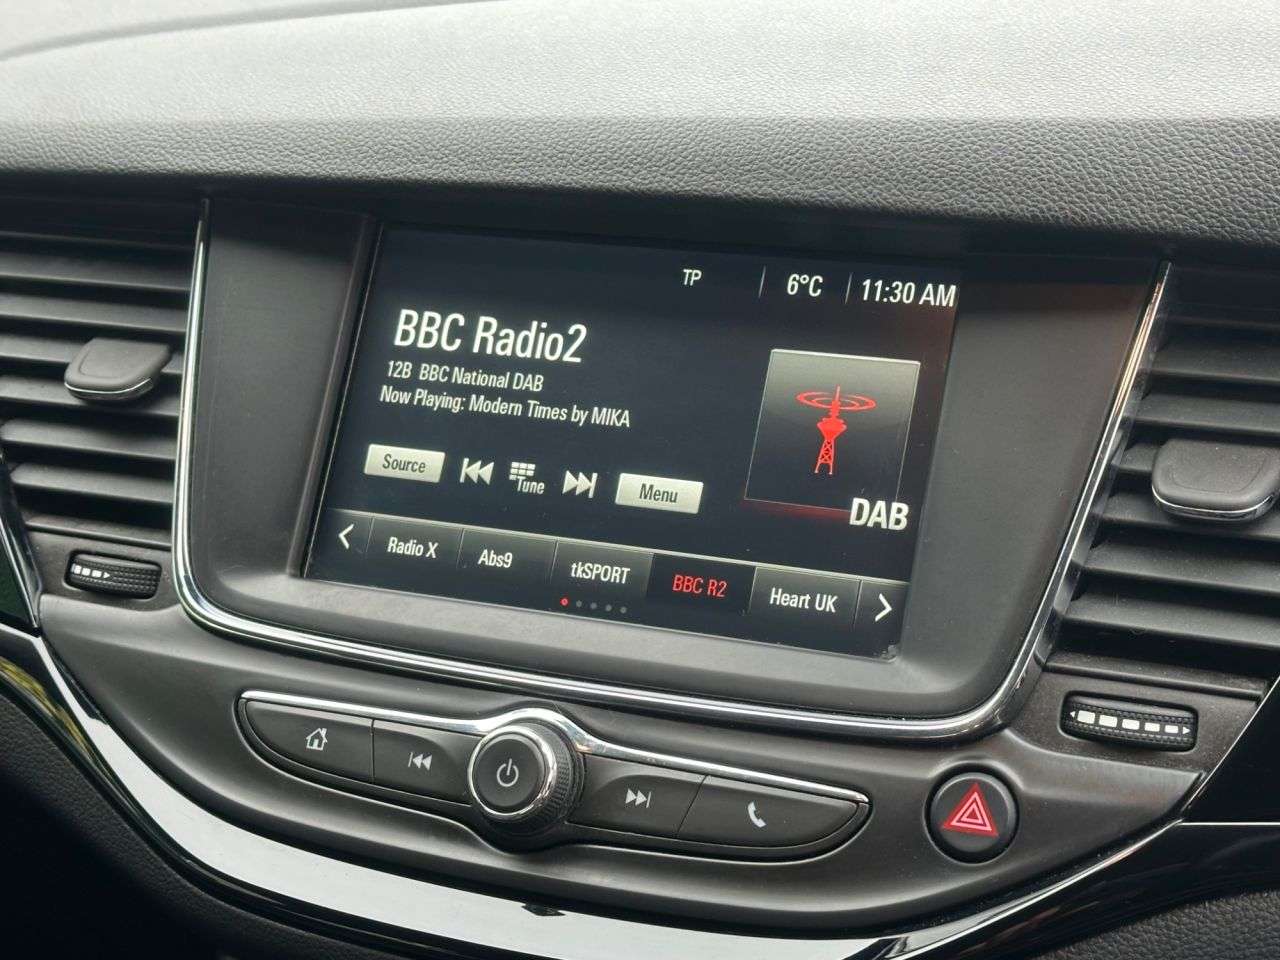 TP 6°C 11:30 AM
BBC Radio2
12B BBC National DAB
Now Playing: Modern Times by MIKA
Source Tune Menu
DAB
Radio X Abs9 tkSPORT BBC R2 Heart UK